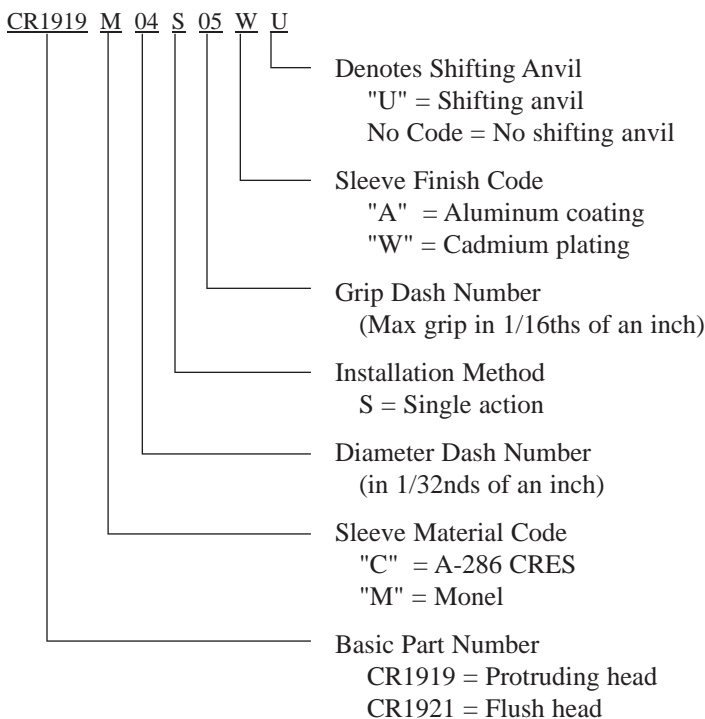 CR1919 M 04 S 05 W U
Denotes Shifting Anvil
"U" = Shifting anvil
No Code = No shifting anvil
Sleeve Finish Code
"A" = Aluminum coating
"W" = Cadmium plating
Grip Dash Number
(Max grip in 1/16ths of an inch)
Installation Method
S = Single action
Diameter Dash Number
(in 1/32nds of an inch)
Sleeve Material Code
"C" = A-286 CRES
"M" = Monel
Basic Part Number
CR1919 = Protruding head
CR1921 = Flush head